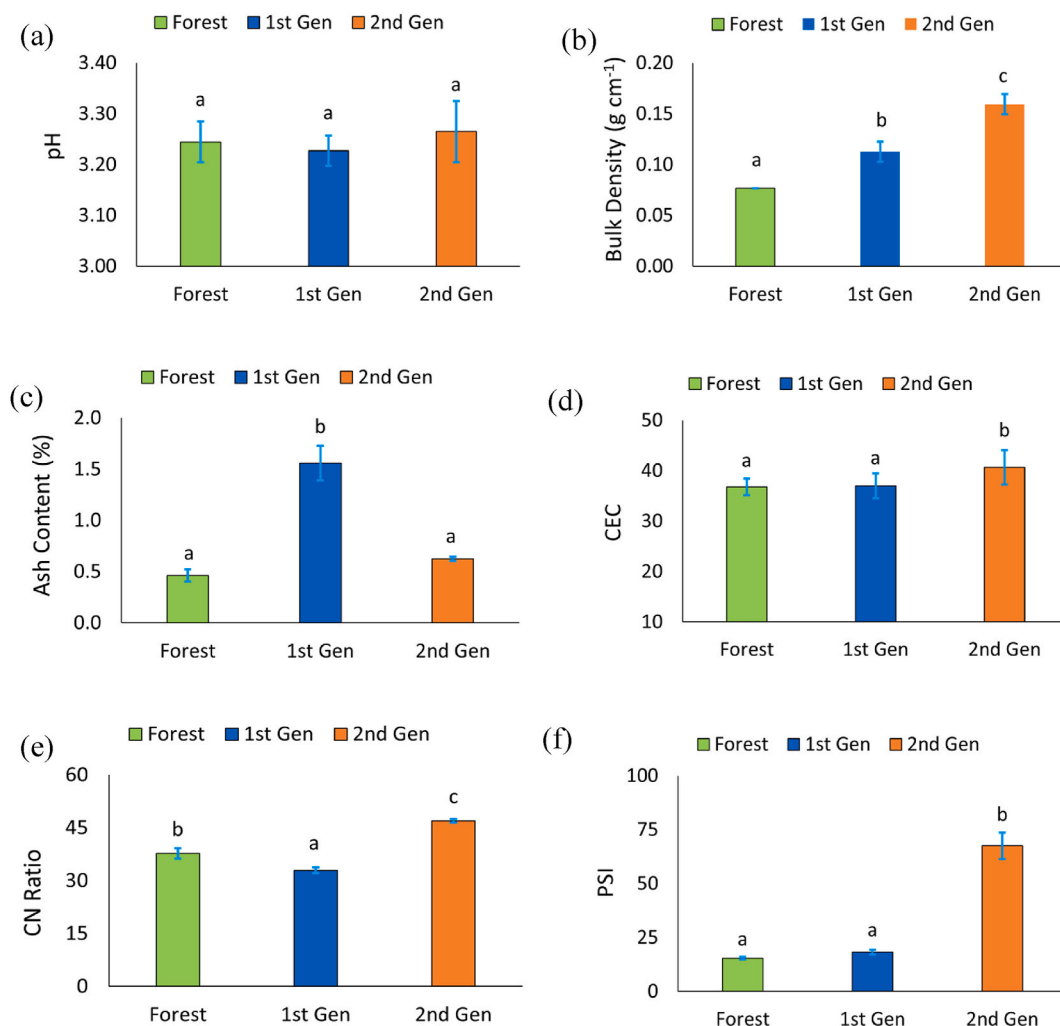 (a)
Forest 1st Gen 2nd Gen
pH
3.40
3.30
3.20
3.10
3.00
a a a
Forest 1st Gen 2nd Gen
(b)
Forest 1st Gen 2nd Gen
Bulk Density (g cm⁻¹)
0.20
0.15
0.10
0.05
0.00
a b c
Forest 1st Gen 2nd Gen
(c)
Forest 1st Gen 2nd Gen
Ash Content (%)
2.0
1.5
1.0
0.5
0.0
a b a
Forest 1st Gen 2nd Gen
(d)
Forest 1st Gen 2nd Gen
CEC
50
40
30
20
10
a a b
Forest 1st Gen 2nd Gen
(e)
Forest 1st Gen 2nd Gen
CN Ratio
60
45
30
15
0
b a c
Forest 1st Gen 2nd Gen
(f)
Forest 1st Gen 2nd Gen
PSI
100
75
50
25
0
a a b
Forest 1st Gen 2nd Gen